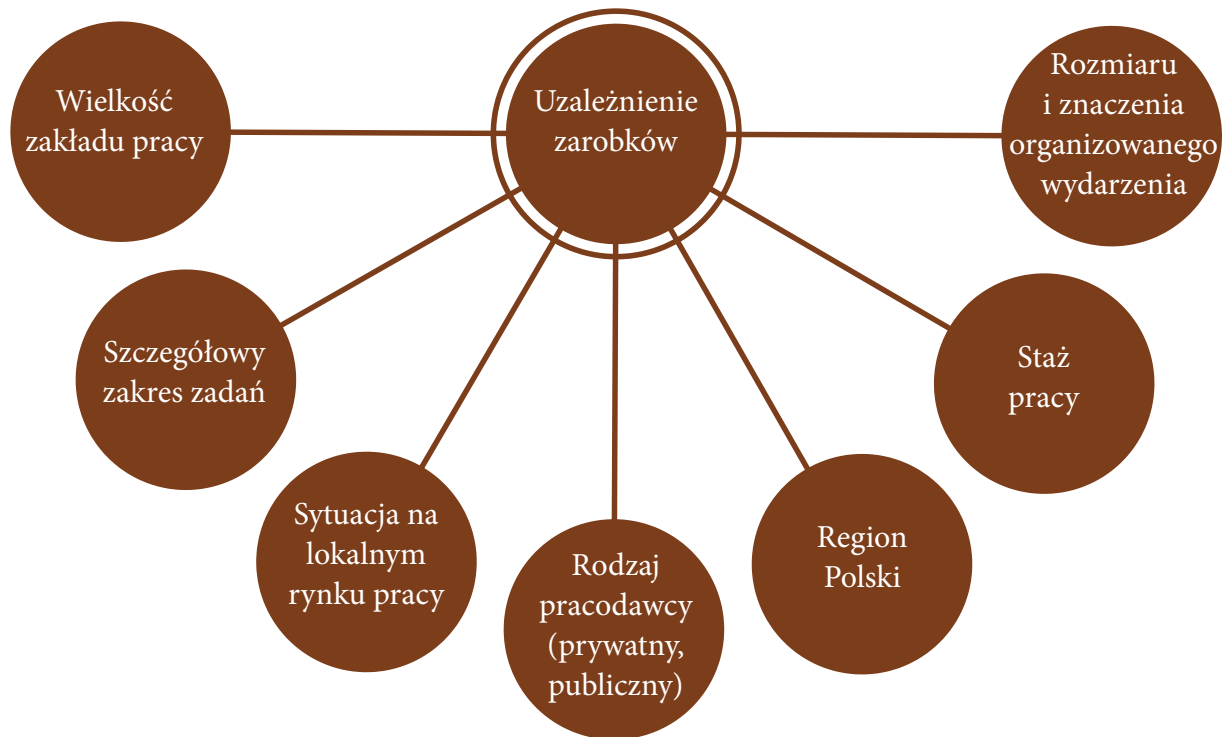 Wielkość
zakładu pracy
Uzależnienie
zarobków
Rozmiaru
i znaczenia
organizowanego
wydarzenia
Szczegółowy
zakres zadań
Staż
pracy
Sytuacja na
lokalnym
rynku pracy
Rodzaj
pracodawcy
(prywatny,
publiczny)
Region
Polski